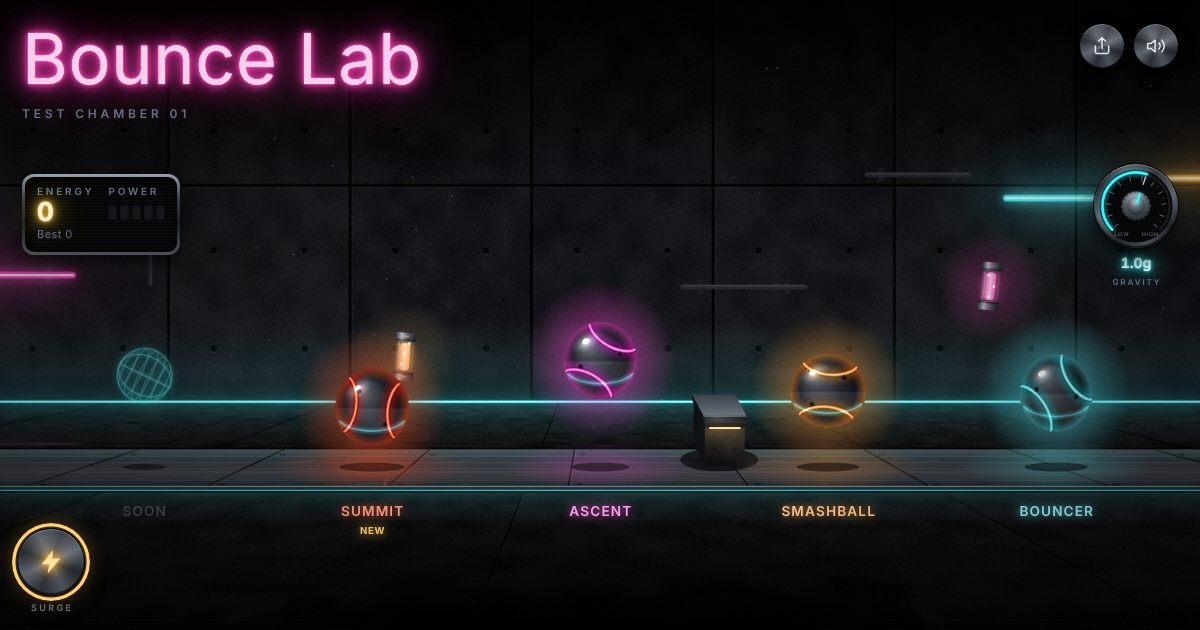 Bounce Lab
TEST CHAMBER 01
ENERGY POWER
0
Best 0
LOW HIGH
1.0g
GRAVITY
SOON SUMMIT ASCENT SMASHBALL BOUNCER
NEW
SURGE